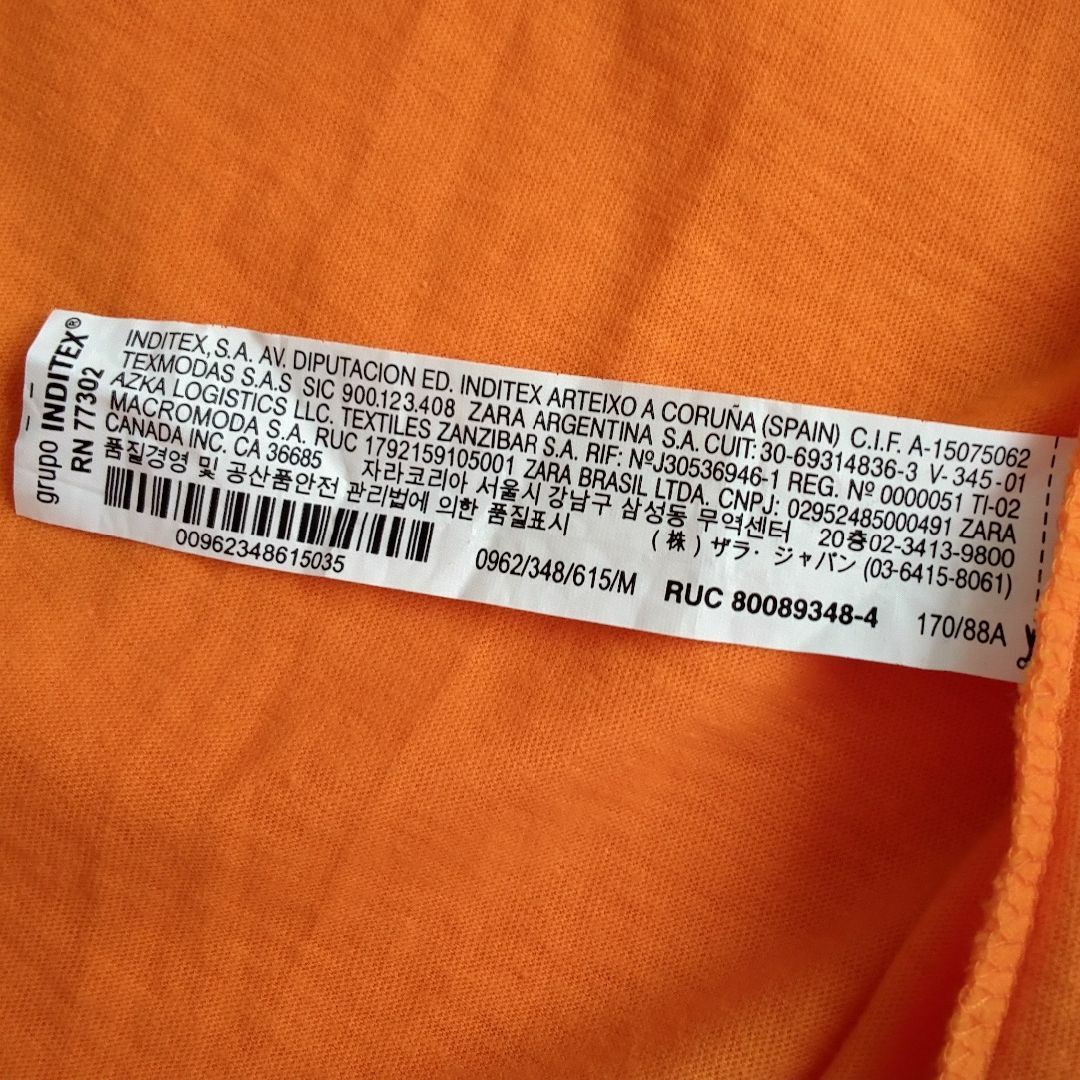 grupo INDITEX®
RN 77302
INDITEX, S.A. AV. DIPUTACION ED. INDITEX ARTEIXO A CORUÑA (SPAIN) C.I.F. A-15075062
TEXMODAS S.A.S SIC 900.123.408 ZARA ARGENTINA S.A. CUIT: 30-69314836-3 V-345-01
AZKA LOGISTICS LLC. TEXTILES ZANZIBAR S.A. RIF: NºJ30536946-1 REG. Nº 0000051 TI-02
MACROMODA S.A. RUC 1792159105001 ZARA BRASIL LTDA. CNPJ: 02952485000491 ZARA
CANADA INC. CA 36685 자라코리아 서울시 강남구 삼성동 무역센터 20층02-3413-9800
품질경영 및 공산품안전 관리법에 의한 품질표시 (株) ザラ・ジャパン (03-6415-8061)
00962348615035
0962/348/615/M RUC 80089348-4 170/88A